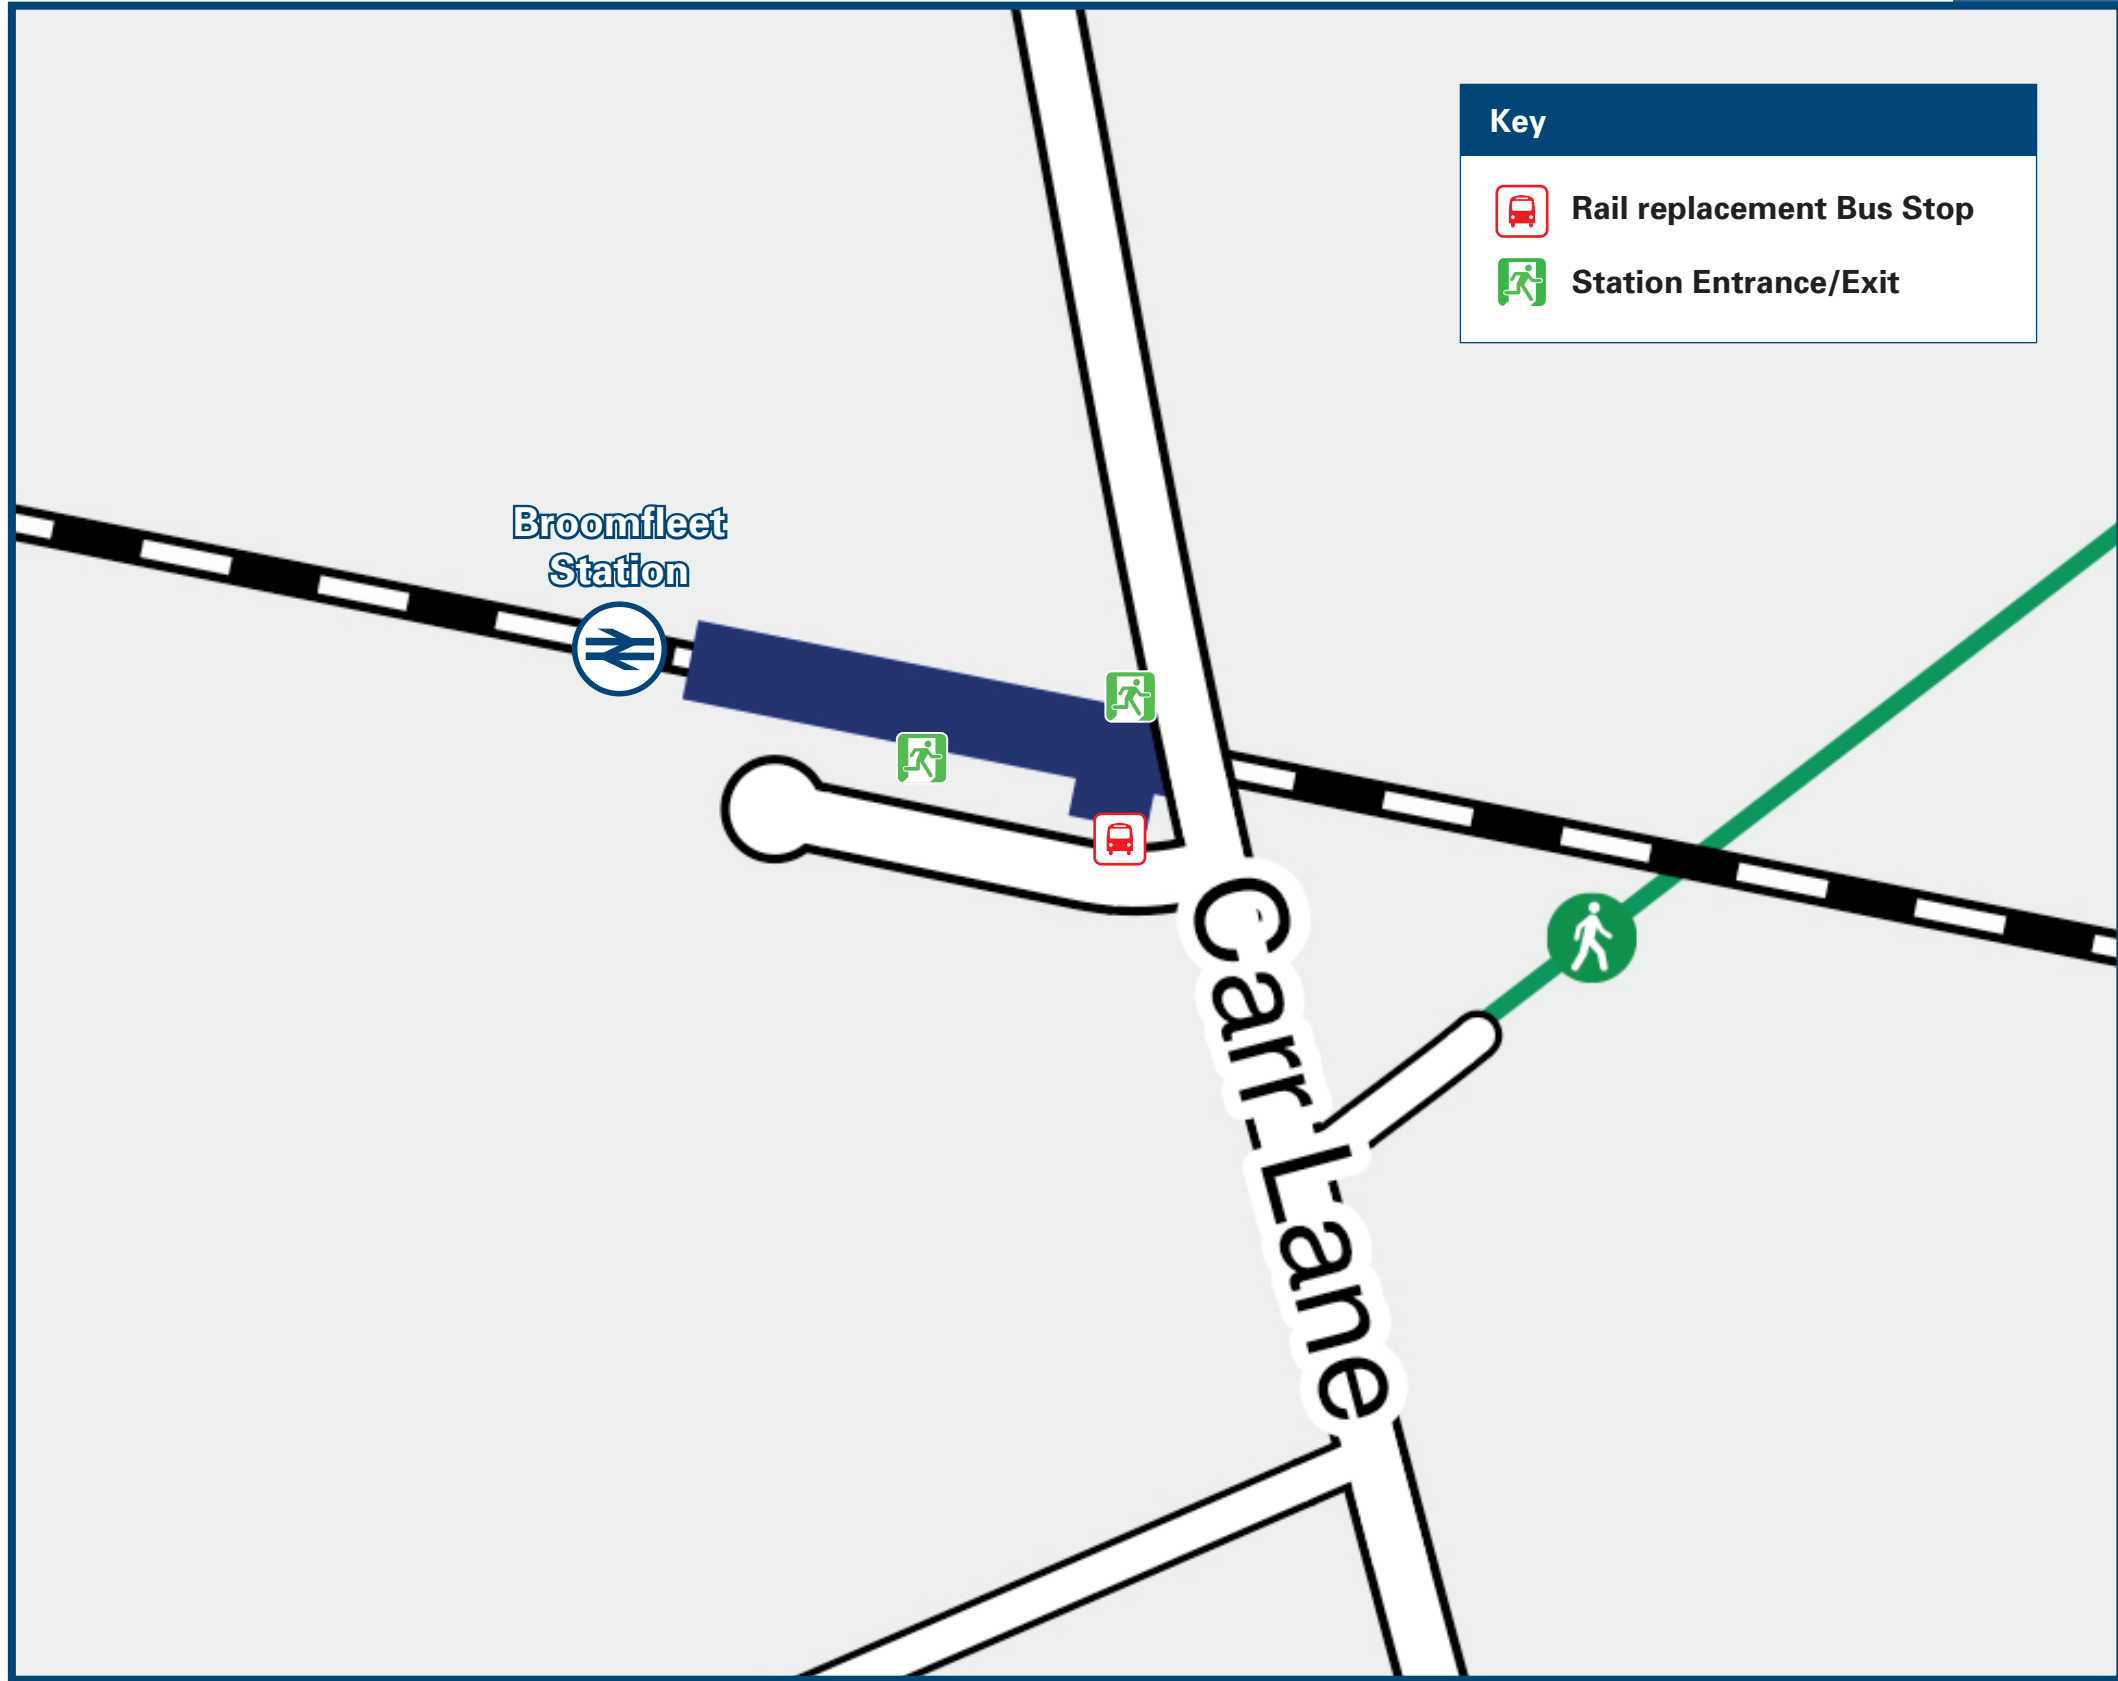 Key
Rail replacement Bus Stop
Station Entrance/Exit
Broomfleet
Station
Carr Lane